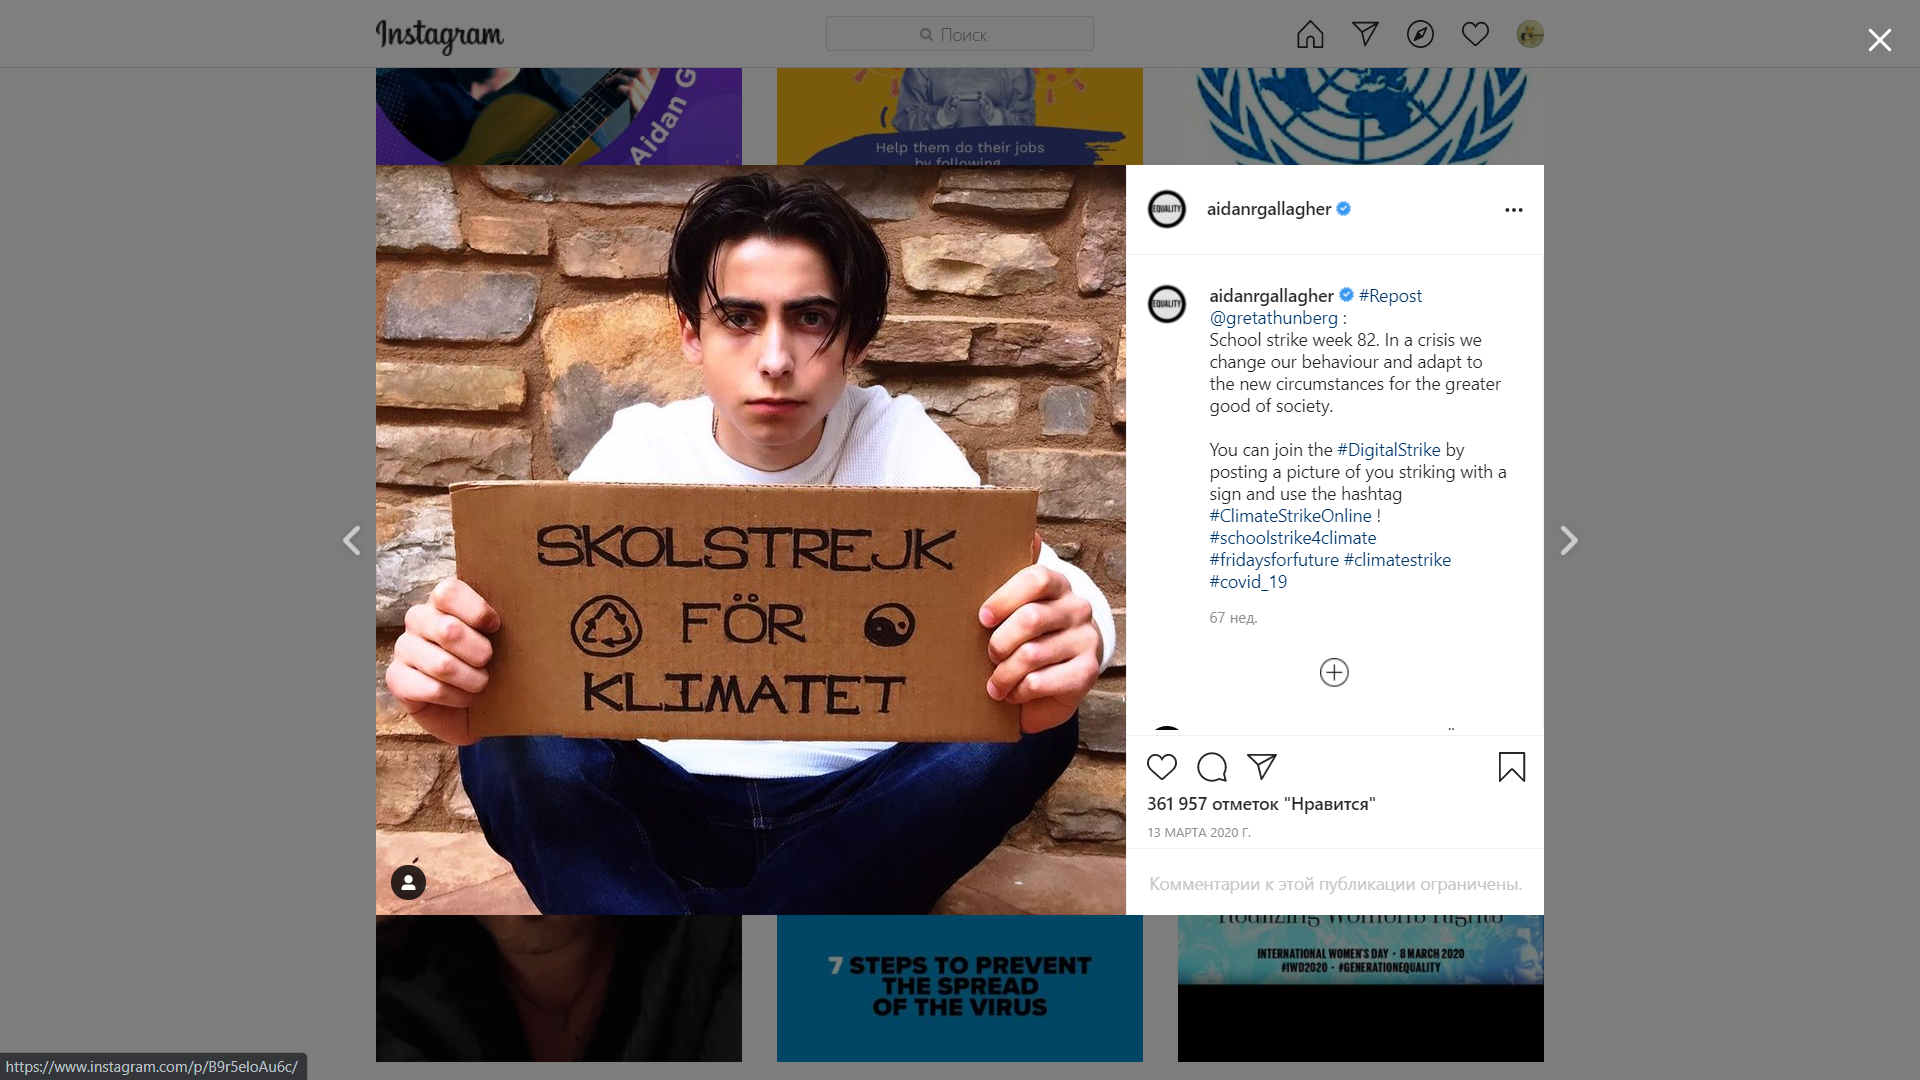 Instagram
Поиск
Aidan G
Help them do their jobs
by following
EQUALITY
aidanrgallagher
EQUALITY
aidanrgallagher #Repost
@gretathunberg :
School strike week 82. In a crisis we
change our behaviour and adapt to
the new circumstances for the greater
good of society.
You can join the #DigitalStrike by
posting a picture of you striking with a
sign and use the hashtag
#ClimateStrikeOnline !
#schoolstrike4climate
#fridaysforfuture #climatestrike
#covid_19
67 нед.
SKOLSTREJK
FÖR
KLIMATET
361 957 отметок "Нравится"
13 МАРТА 2020 Г.
Комментарии к этой публикации ограничены.
7 STEPS TO PREVENT
THE SPREAD
OF THE VIRUS
Realizing Women's Rights
INTERNATIONAL WOMEN'S DAY • 8 MARCH 2020
#IWD2020 • #GENERATIONEQUALITY
https://www.instagram.com/p/B9r5eloAu6c/